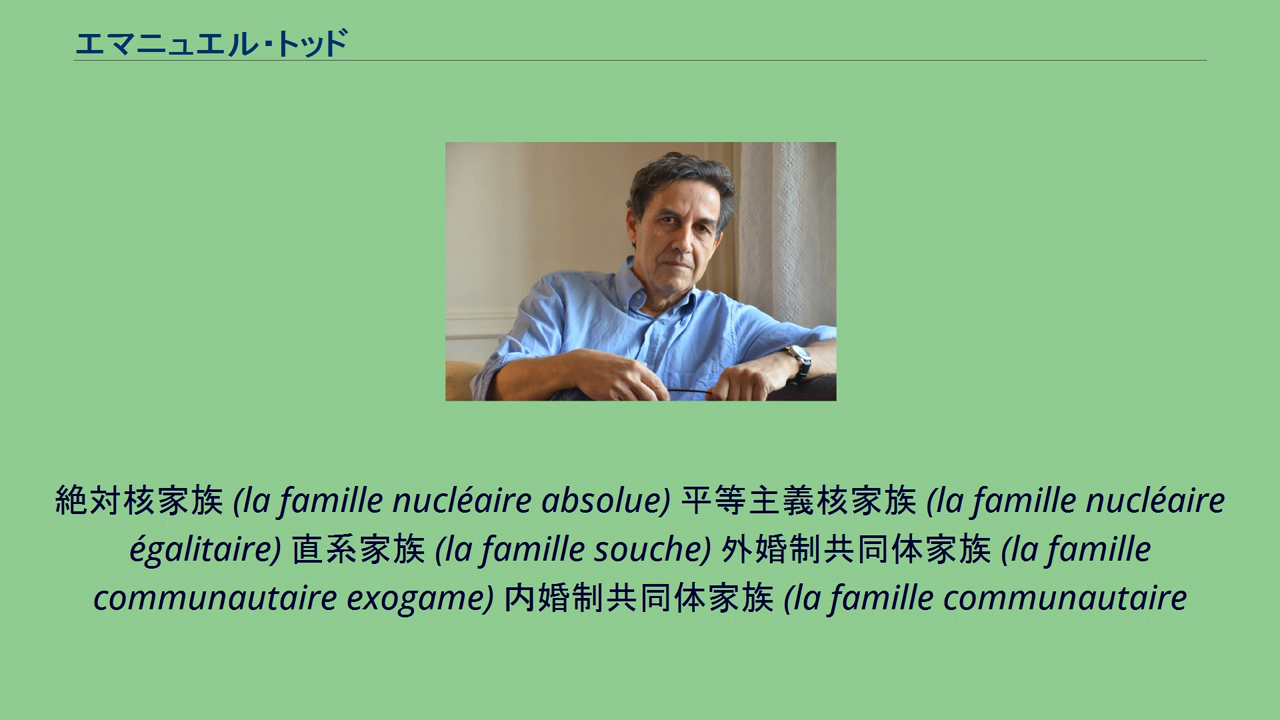 エマニュエル・トッド
絶対核家族 (la famille nucléaire absolue) 平等主義核家族 (la famille nucléaire
égalitaire) 直系家族 (la famille souche) 外婚制共同体家族 (la famille
communautaire exogame) 内婚制共同体家族 (la famille communautaire